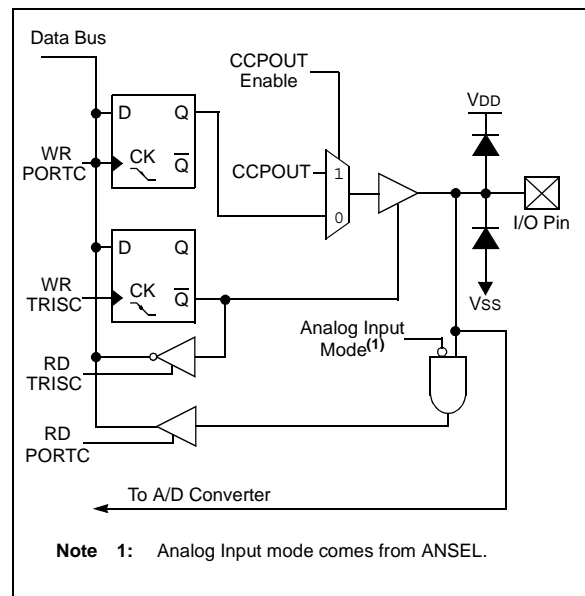 Data Bus
CCPOUT
Enable
VDD
D Q
WR
PORTC
CK
Q
CCPOUT
1
0
I/O Pin
D Q
WR
TRISC
CK
Q
VSS
Analog Input
Mode(1)
RD
TRISC
RD
PORTC
To A/D Converter
Note 1: Analog Input mode comes from ANSEL.